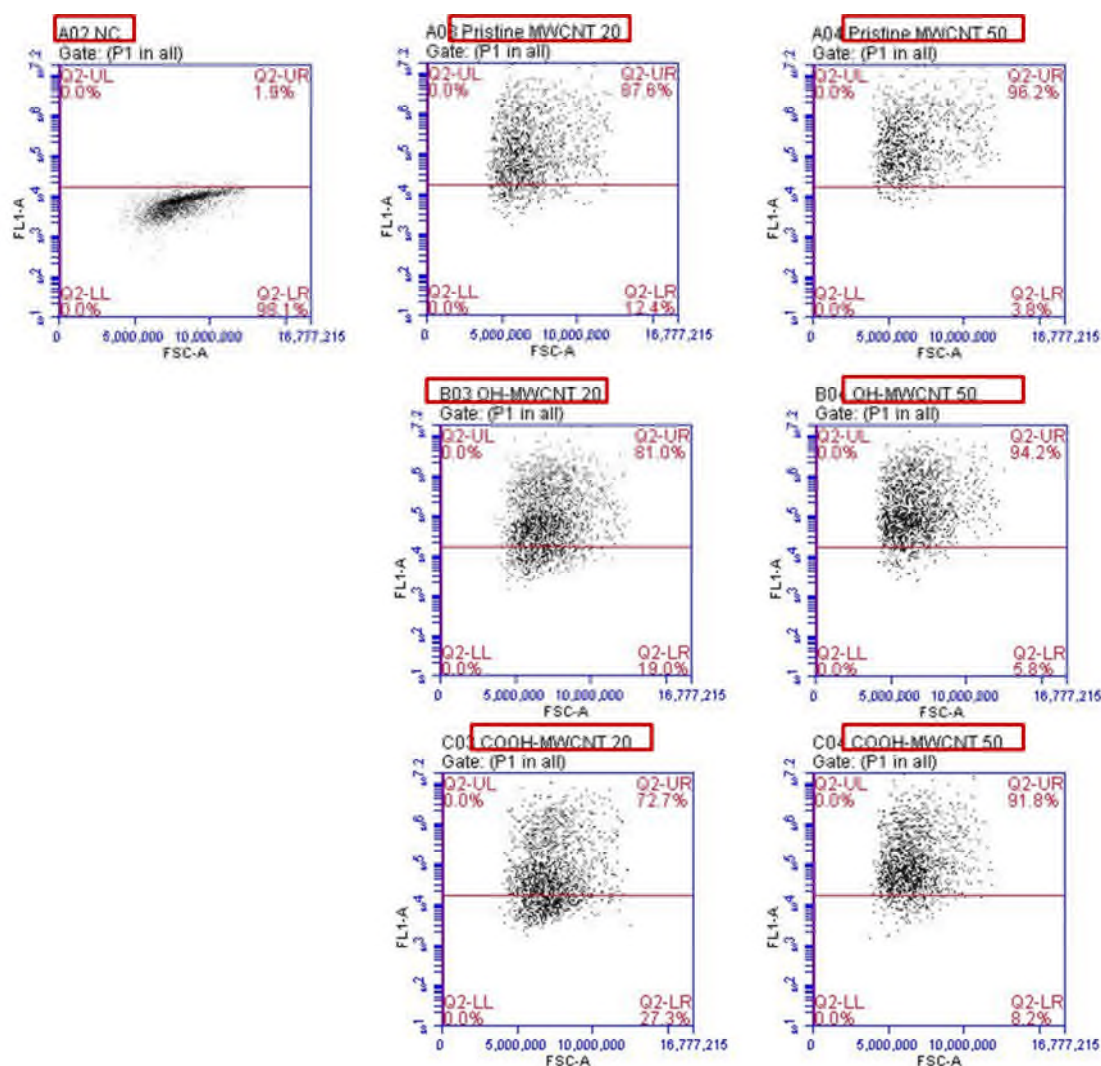 A02 NC
Gate: (P1 in all)
Q2-UL Q2-UR
0.0% 1.9%
Q2-LL Q2-LR
0.0% 98.1%
FL1-A
0 5,000,000 10,000,000 16,777,215
FSC-A
A03 Pristine MWCNT 20
Gate: (P1 in all)
Q2-UL Q2-UR
0.0% 87.6%
Q2-LL Q2-LR
0.0% 12.4%
FL1-A
0 5,000,000 10,000,000 16,777,215
FSC-A
A04 Pristine MWCNT 50
Gate: (P1 in all)
Q2-UL Q2-UR
0.0% 96.2%
Q2-LL Q2-LR
0.0% 3.8%
FL1-A
0 5,000,000 10,000,000 16,777,215
FSC-A
B03 OH-MWCNT 20
Gate: (P1 in all)
Q2-UL Q2-UR
0.0% 81.0%
Q2-LL Q2-LR
0.0% 19.0%
FL1-A
0 5,000,000 10,000,000 16,777,215
FSC-A
B04 OH-MWCNT 50
Gate: (P1 in all)
Q2-UL Q2-UR
0.0% 94.2%
Q2-LL Q2-LR
0.0% 5.8%
FL1-A
0 5,000,000 10,000,000 16,777,215
FSC-A
C03 COOH-MWCNT 20
Gate: (P1 in all)
Q2-UL Q2-UR
0.0% 72.7%
Q2-LL Q2-LR
0.0% 27.3%
FL1-A
0 5,000,000 10,000,000 16,777,215
FSC-A
C04 COOH-MWCNT 50
Gate: (P1 in all)
Q2-UL Q2-UR
0.0% 91.8%
Q2-LL Q2-LR
0.0% 8.2%
FL1-A
0 5,000,000 10,000,000 16,777,215
FSC-A